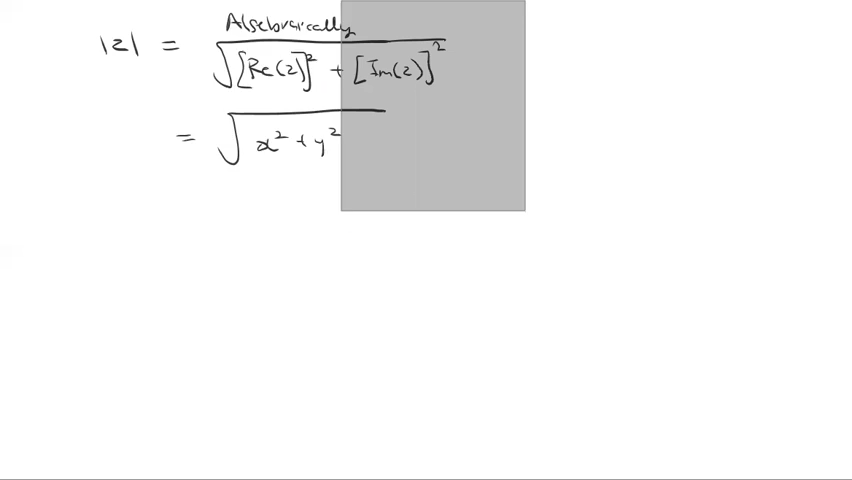 Algebraically
|z| = √[Re(z)]² + [Im(z)]²
= √x² + y²